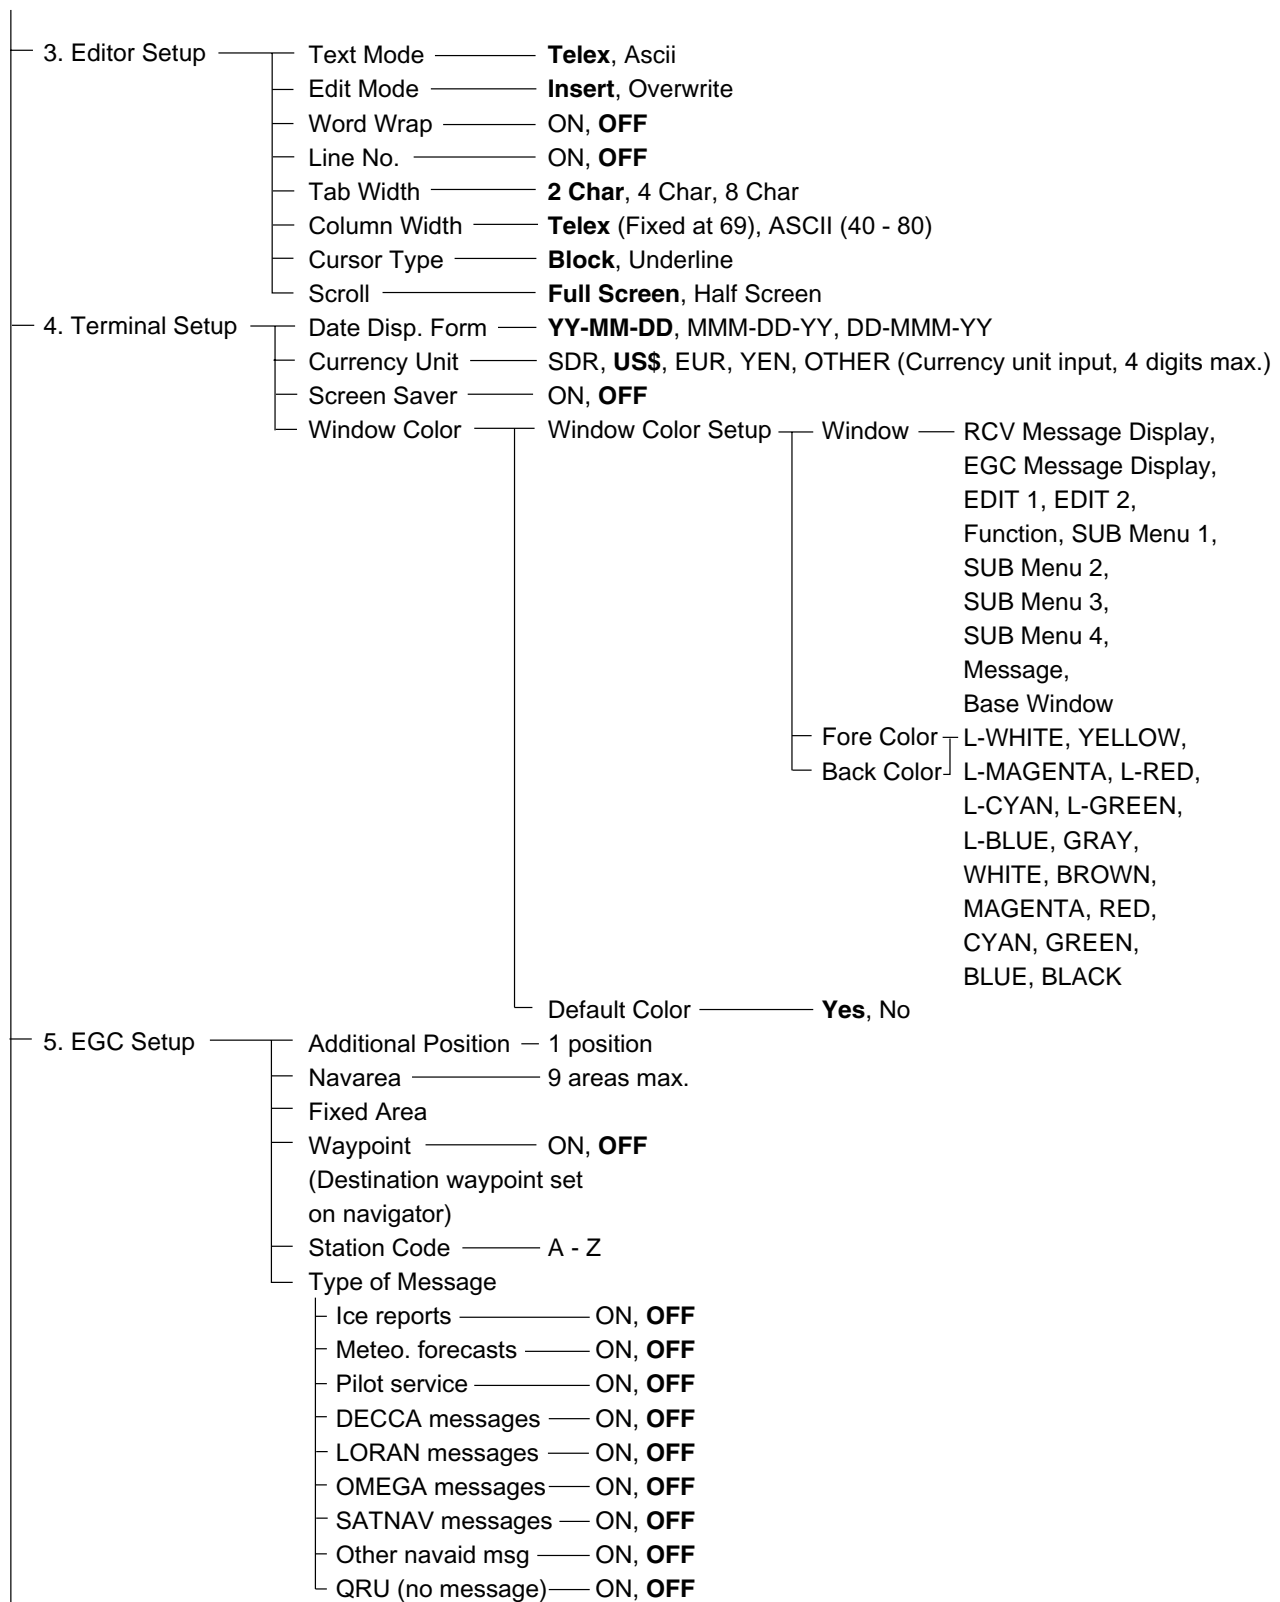 3. Editor Setup Text Mode Telex, Ascii
Edit Mode Insert, Overwrite
Word Wrap ON, OFF
Line No. ON, OFF
Tab Width 2 Char, 4 Char, 8 Char
Column Width Telex (Fixed at 69), ASCII (40 - 80)
Cursor Type Block, Underline
Scroll Full Screen, Half Screen
4. Terminal Setup Date Disp. Form YY-MM-DD, MMM-DD-YY, DD-MMM-YY
Currency Unit SDR, US$, EUR, YEN, OTHER (Currency unit input, 4 digits max.)
Screen Saver ON, OFF
Window Color Window Color Setup Window RCV Message Display,
EGC Message Display,
EDIT 1, EDIT 2,
Function, SUB Menu 1,
SUB Menu 2,
SUB Menu 3,
SUB Menu 4,
Message,
Base Window
Fore Color L-WHITE, YELLOW,
Back Color L-MAGENTA, L-RED,
L-CYAN, L-GREEN,
L-BLUE, GRAY,
WHITE, BROWN,
MAGENTA, RED,
CYAN, GREEN,
BLUE, BLACK
Default Color Yes, No
5. EGC Setup Additional Position 1 position
Navarea 9 areas max.
Fixed Area
Waypoint ON, OFF
(Destination waypoint set
on navigator)
Station Code A - Z
Type of Message
Ice reports ON, OFF
Meteo. forecasts ON, OFF
Pilot service ON, OFF
DECCA messages ON, OFF
LORAN messages ON, OFF
OMEGA messages ON, OFF
SATNAV messages ON, OFF
Other navaid msg ON, OFF
QRU (no message) ON, OFF